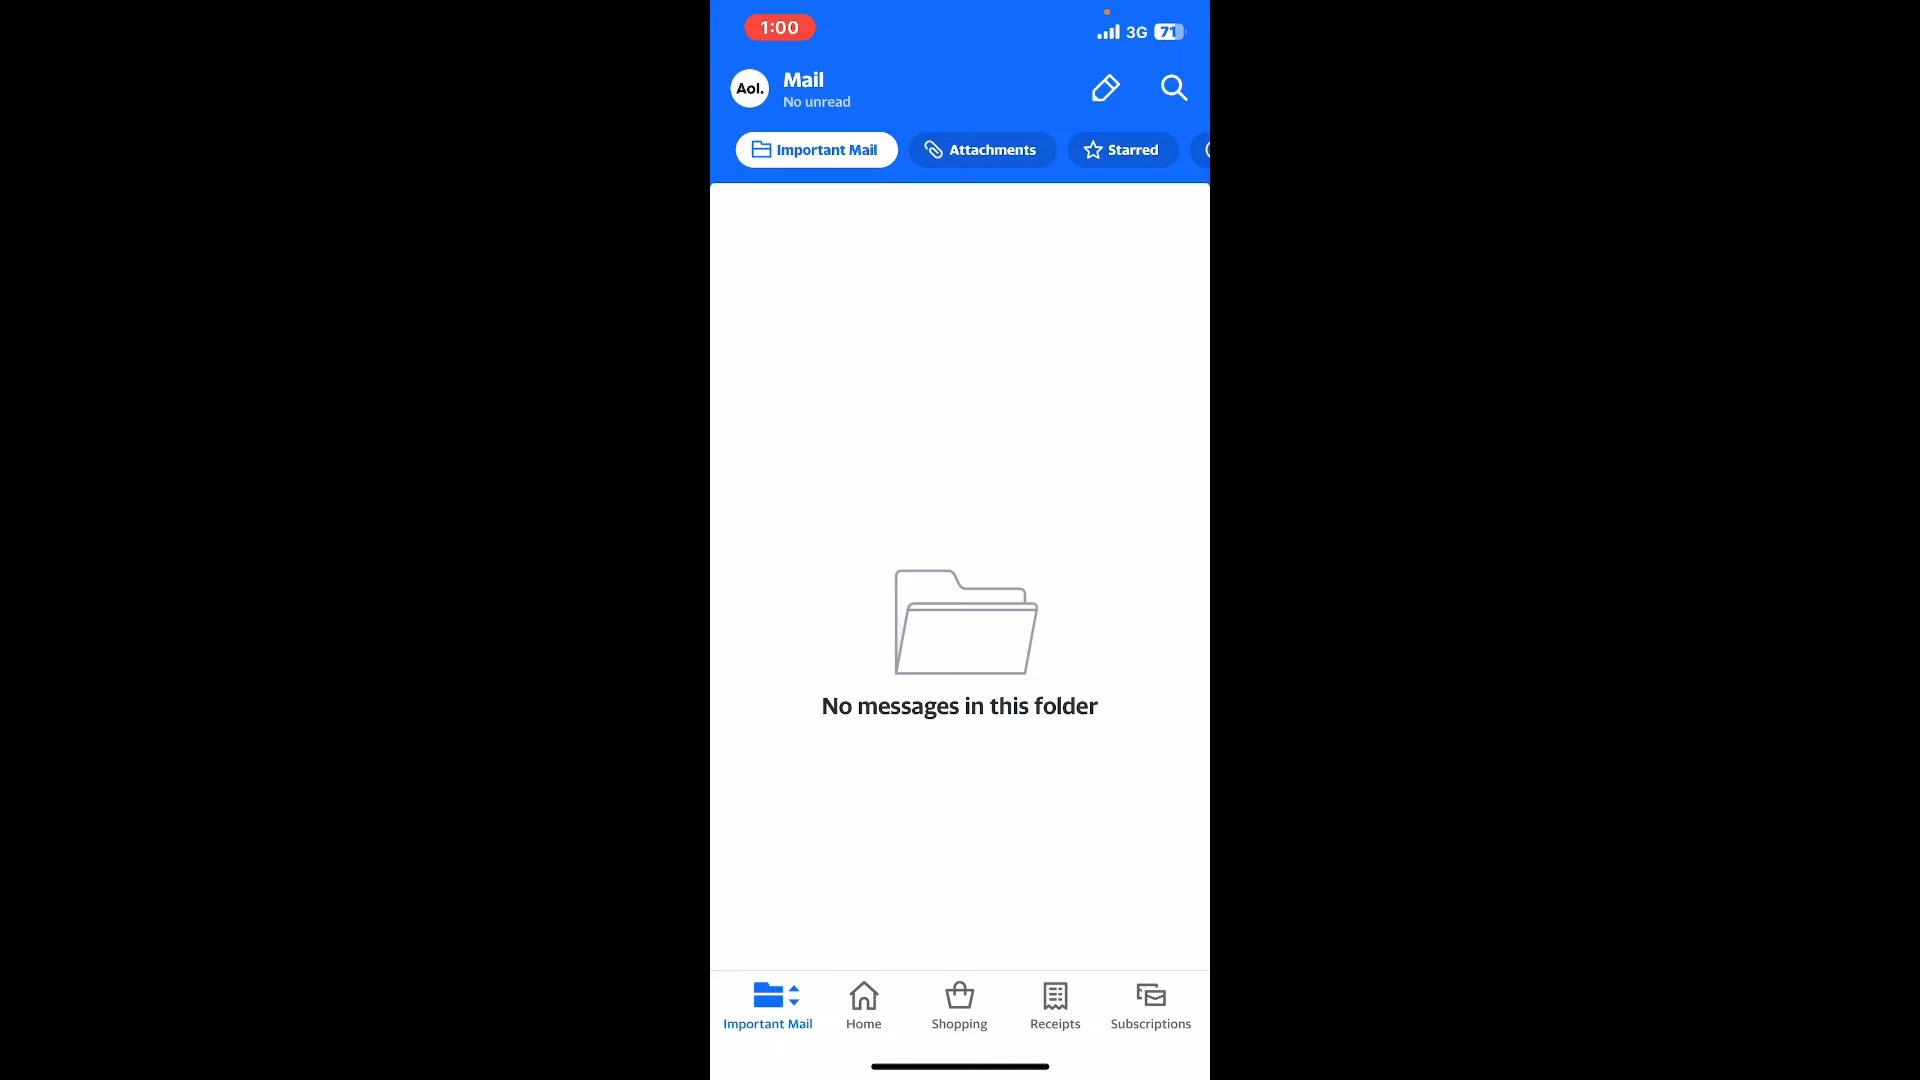 1:00
3G 71
Aol.
Mail
No unread
Important Mail
Attachments
Starred
No messages in this folder
Important Mail
Home
Shopping
Receipts
Subscriptions